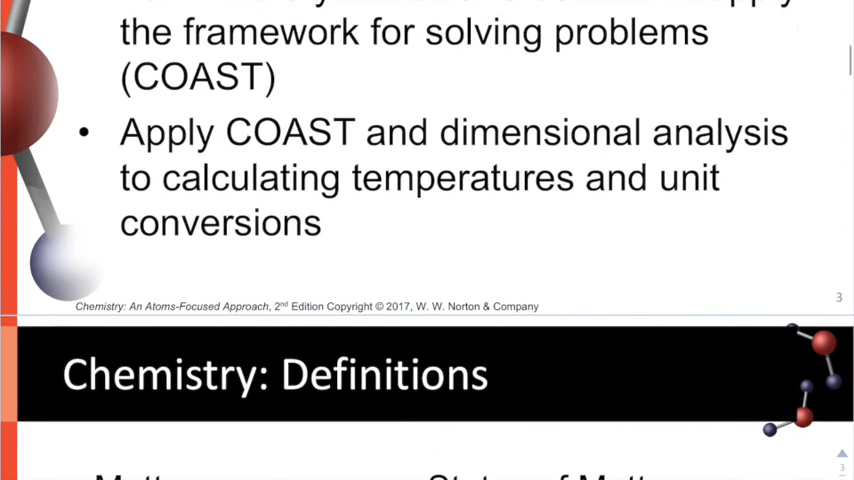 the framework for solving problems
(COAST)
• Apply COAST and dimensional analysis
to calculating temperatures and unit
conversions
Chemistry: An Atoms-Focused Approach, 2nd Edition Copyright © 2017, W. W. Norton & Company
3
Chemistry: Definitions
3